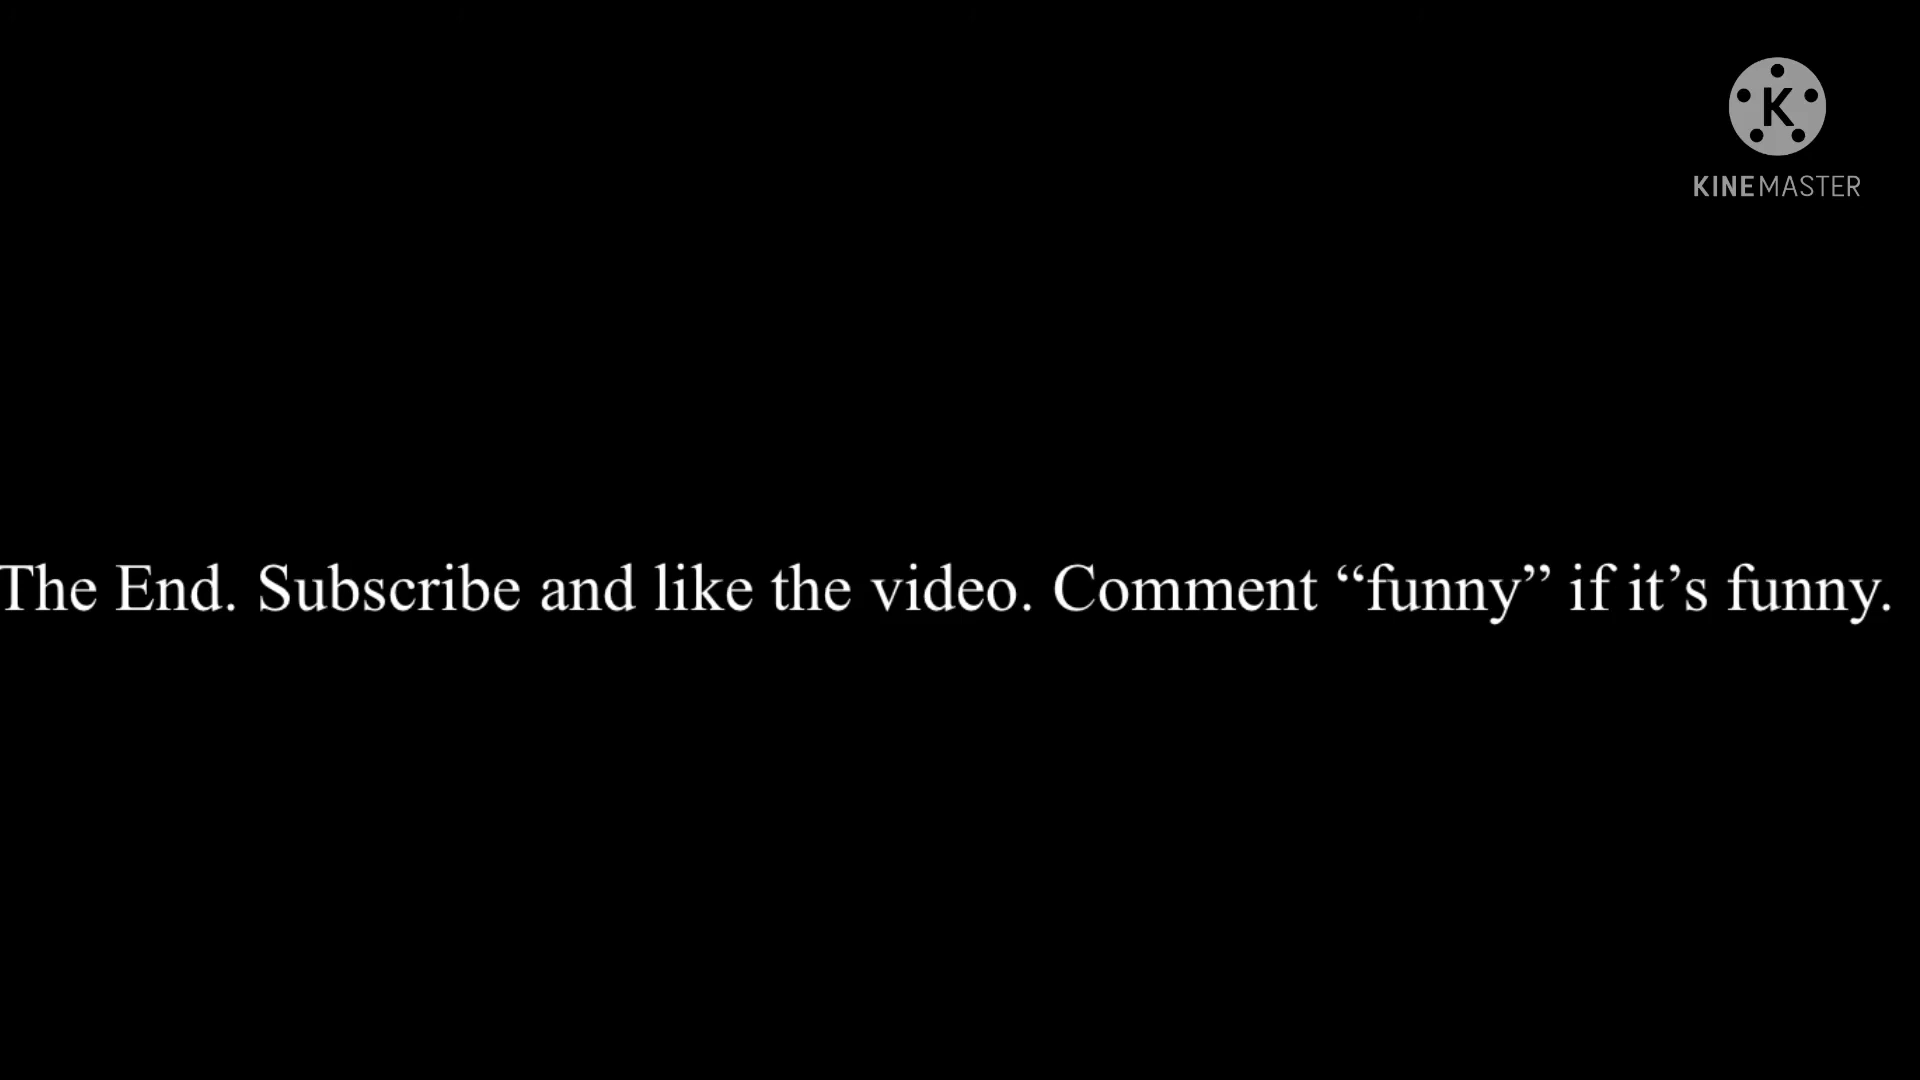 K
KINEMASTER
The End. Subscribe and like the video. Comment “funny” if it’s funny.